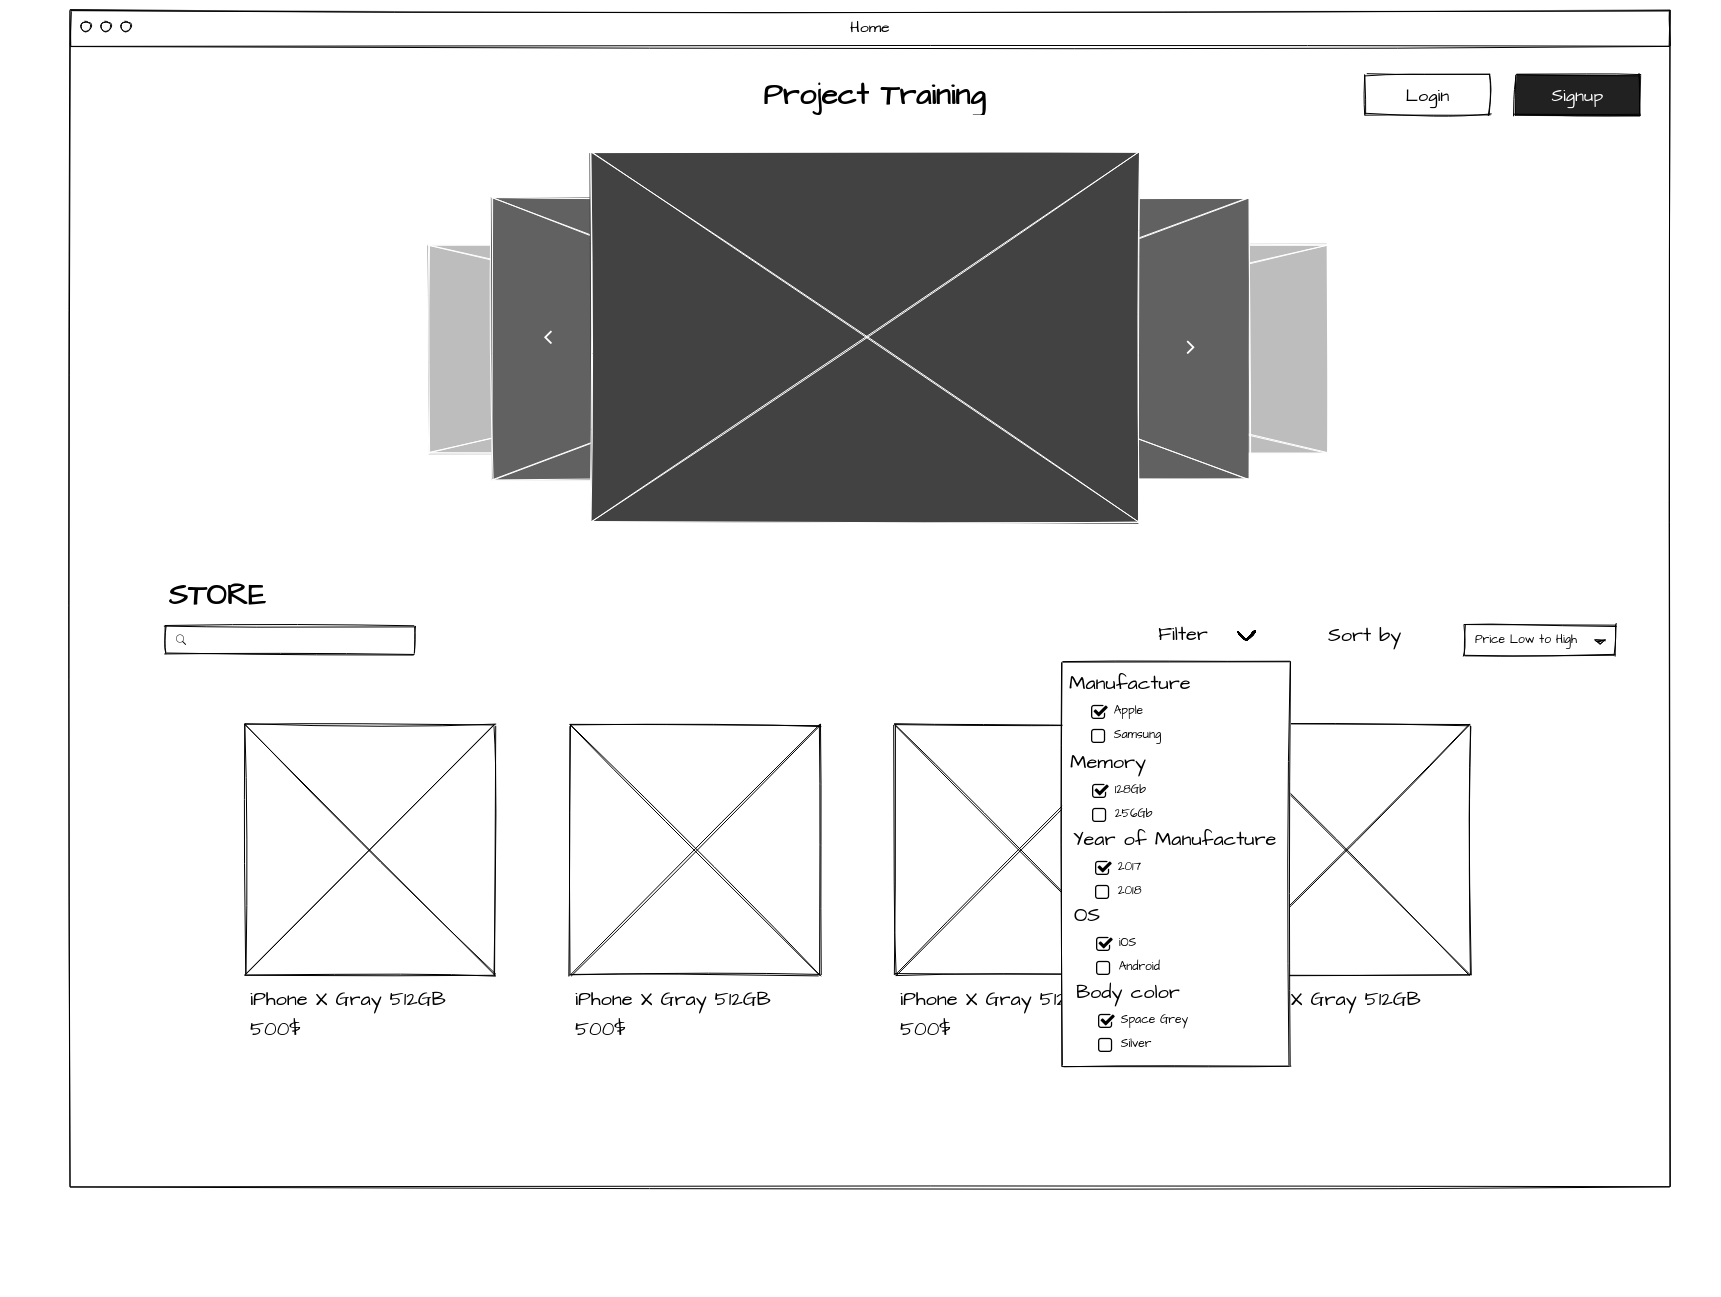 Home
Project Training
Login
Signup
STORE
Filter
Sort by
Price Low to High
Manufacture
Apple
Samsung
Memory
128Gb
256Gb
Year of Manufacture
2017
2018
OS
iOS
Android
Body color
Space Grey
Silver
iPhone X Gray 512GB
500$
iPhone X Gray 512GB
500$
iPhone X Gray 512
500$
X Gray 512GB